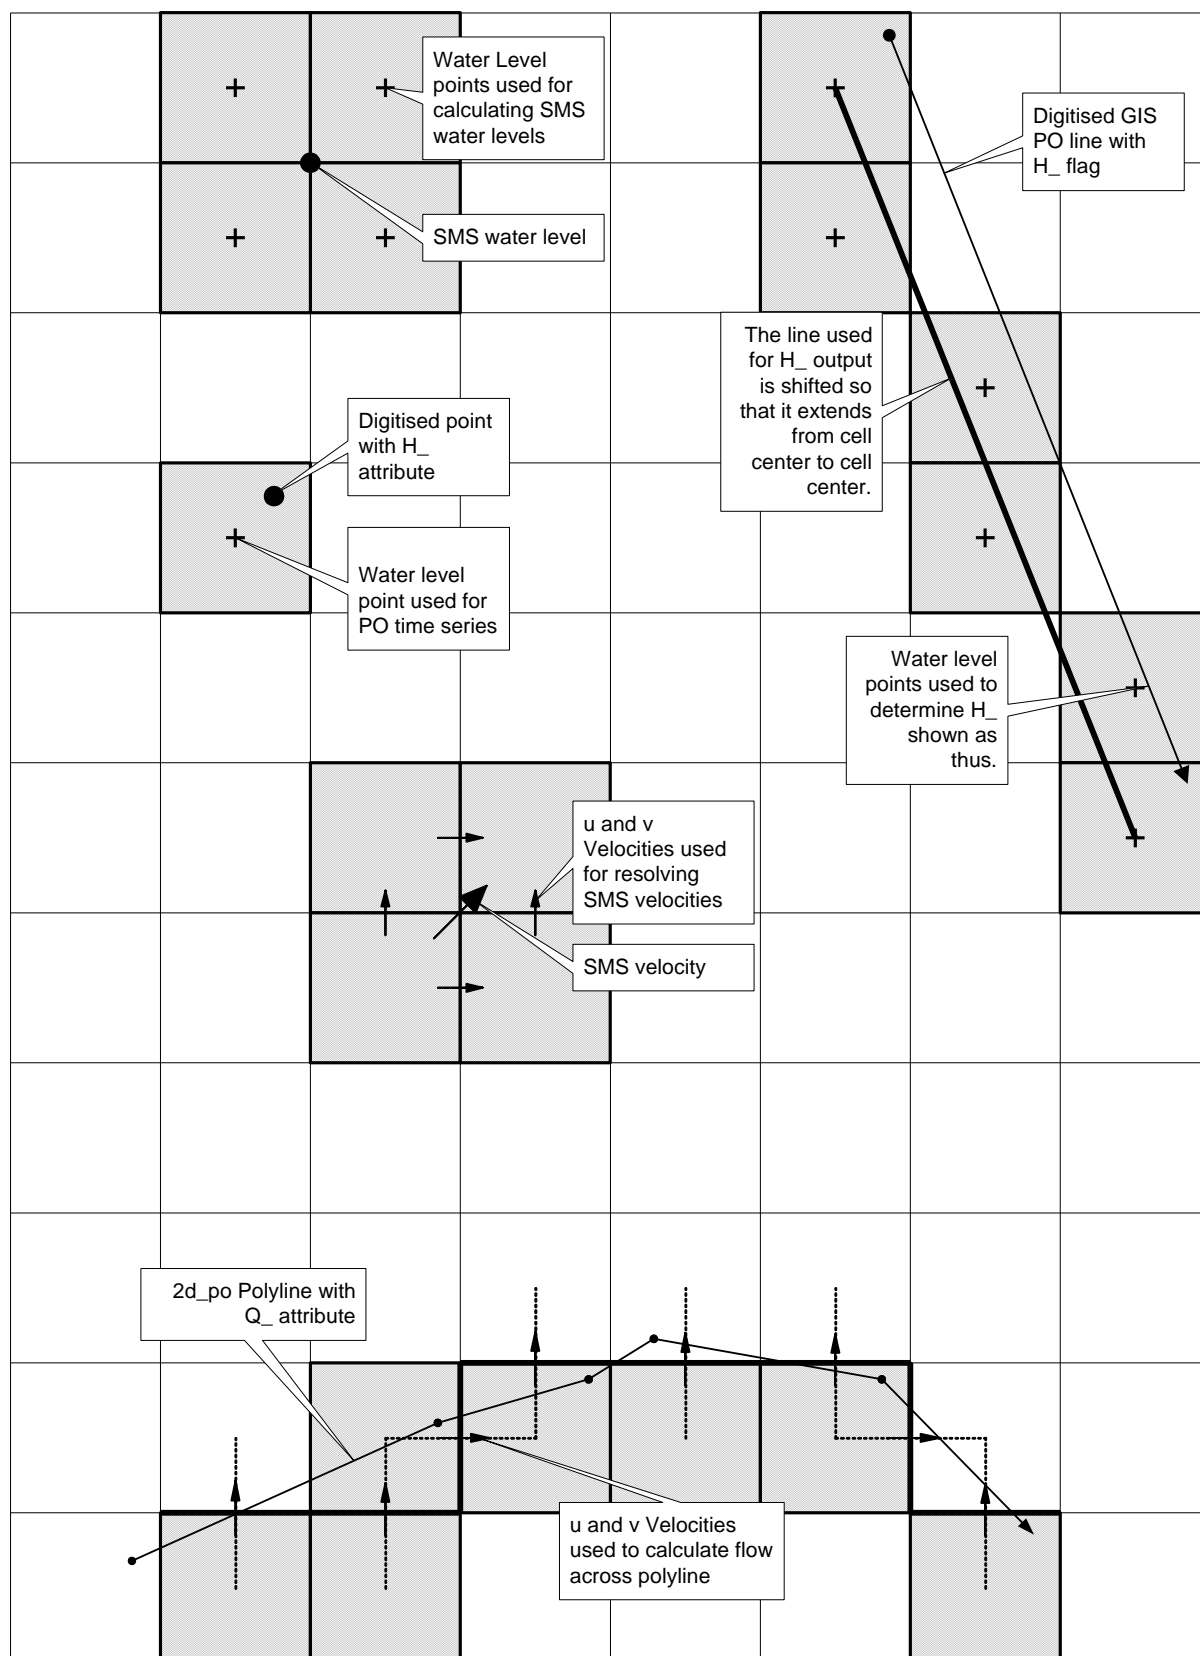 Water Level
points used for
calculating SMS
water levels
Digitised GIS
PO line with
H_ flag
SMS water level
The line used
for H_ output
is shifted so
that it extends
from cell
center to cell
center.
Digitised point
with H_
attribute
Water level
point used for
PO time series
Water level
points used to
determine H_
shown as
thus.
u and v
Velocities used
for resolving
SMS velocities
SMS velocity
2d_po Polyline with
Q_ attribute
u and v Velocities
used to calculate flow
across polyline